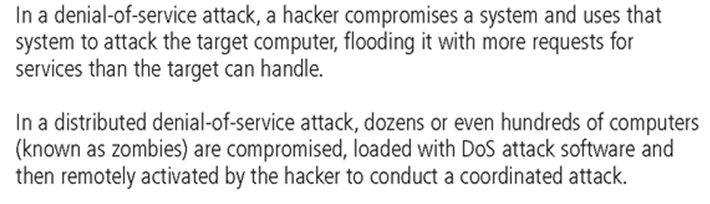 In a denial-of-service attack, a hacker compromises a system and uses that
system to attack the target computer, flooding it with more requests for
services than the target can handle.
In a distributed denial-of-service attack, dozens or even hundreds of computers
(known as zombies) are compromised, loaded with DoS attack software and
then remotely activated by the hacker to conduct a coordinated attack.